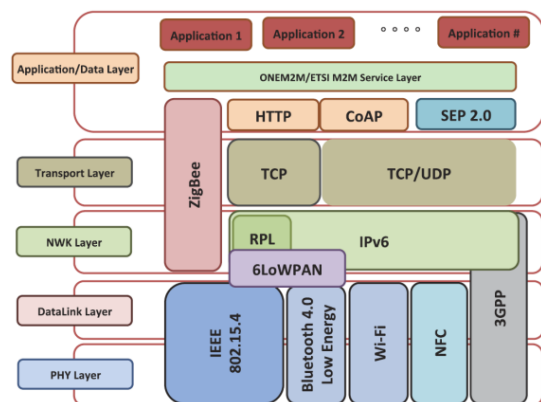 Application 1
Application 2
Application #
Application/Data Layer
ONEM2M/ETSI M2M Service Layer
HTTP
CoAP
SEP 2.0
ZigBee
Transport Layer
TCP
TCP/UDP
NWK Layer
RPL
IPv6
6LoWPAN
3GPP
DataLink Layer
IEEE
802.15.4
Bluetooth 4.0
Low Energy
Wi-Fi
NFC
PHY Layer